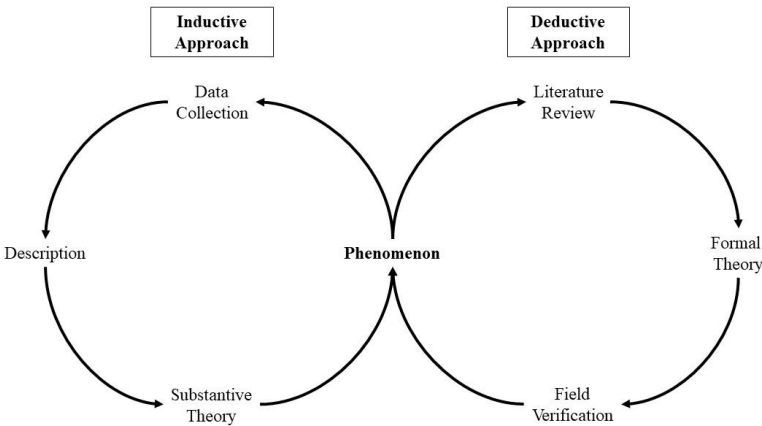 Inductive
Approach
Deductive
Approach
Data
Collection
Literature
Review
Description
Phenomenon
Formal
Theory
Substantive
Theory
Field
Verification